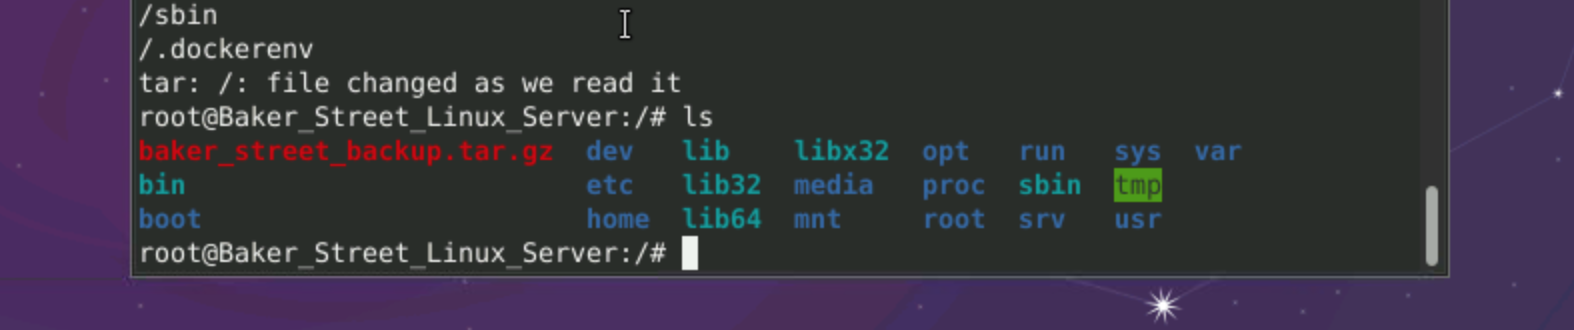 /sbin
/.dockerenv
tar: /: file changed as we read it
root@Baker_Street_Linux_Server:/# ls
baker_street_backup.tar.gz  dev   lib    libx32  opt   run   sys  var
bin                         etc   lib32  media   proc  sbin  tmp
boot                        home  lib64  mnt     root  srv   usr
root@Baker_Street_Linux_Server:/#